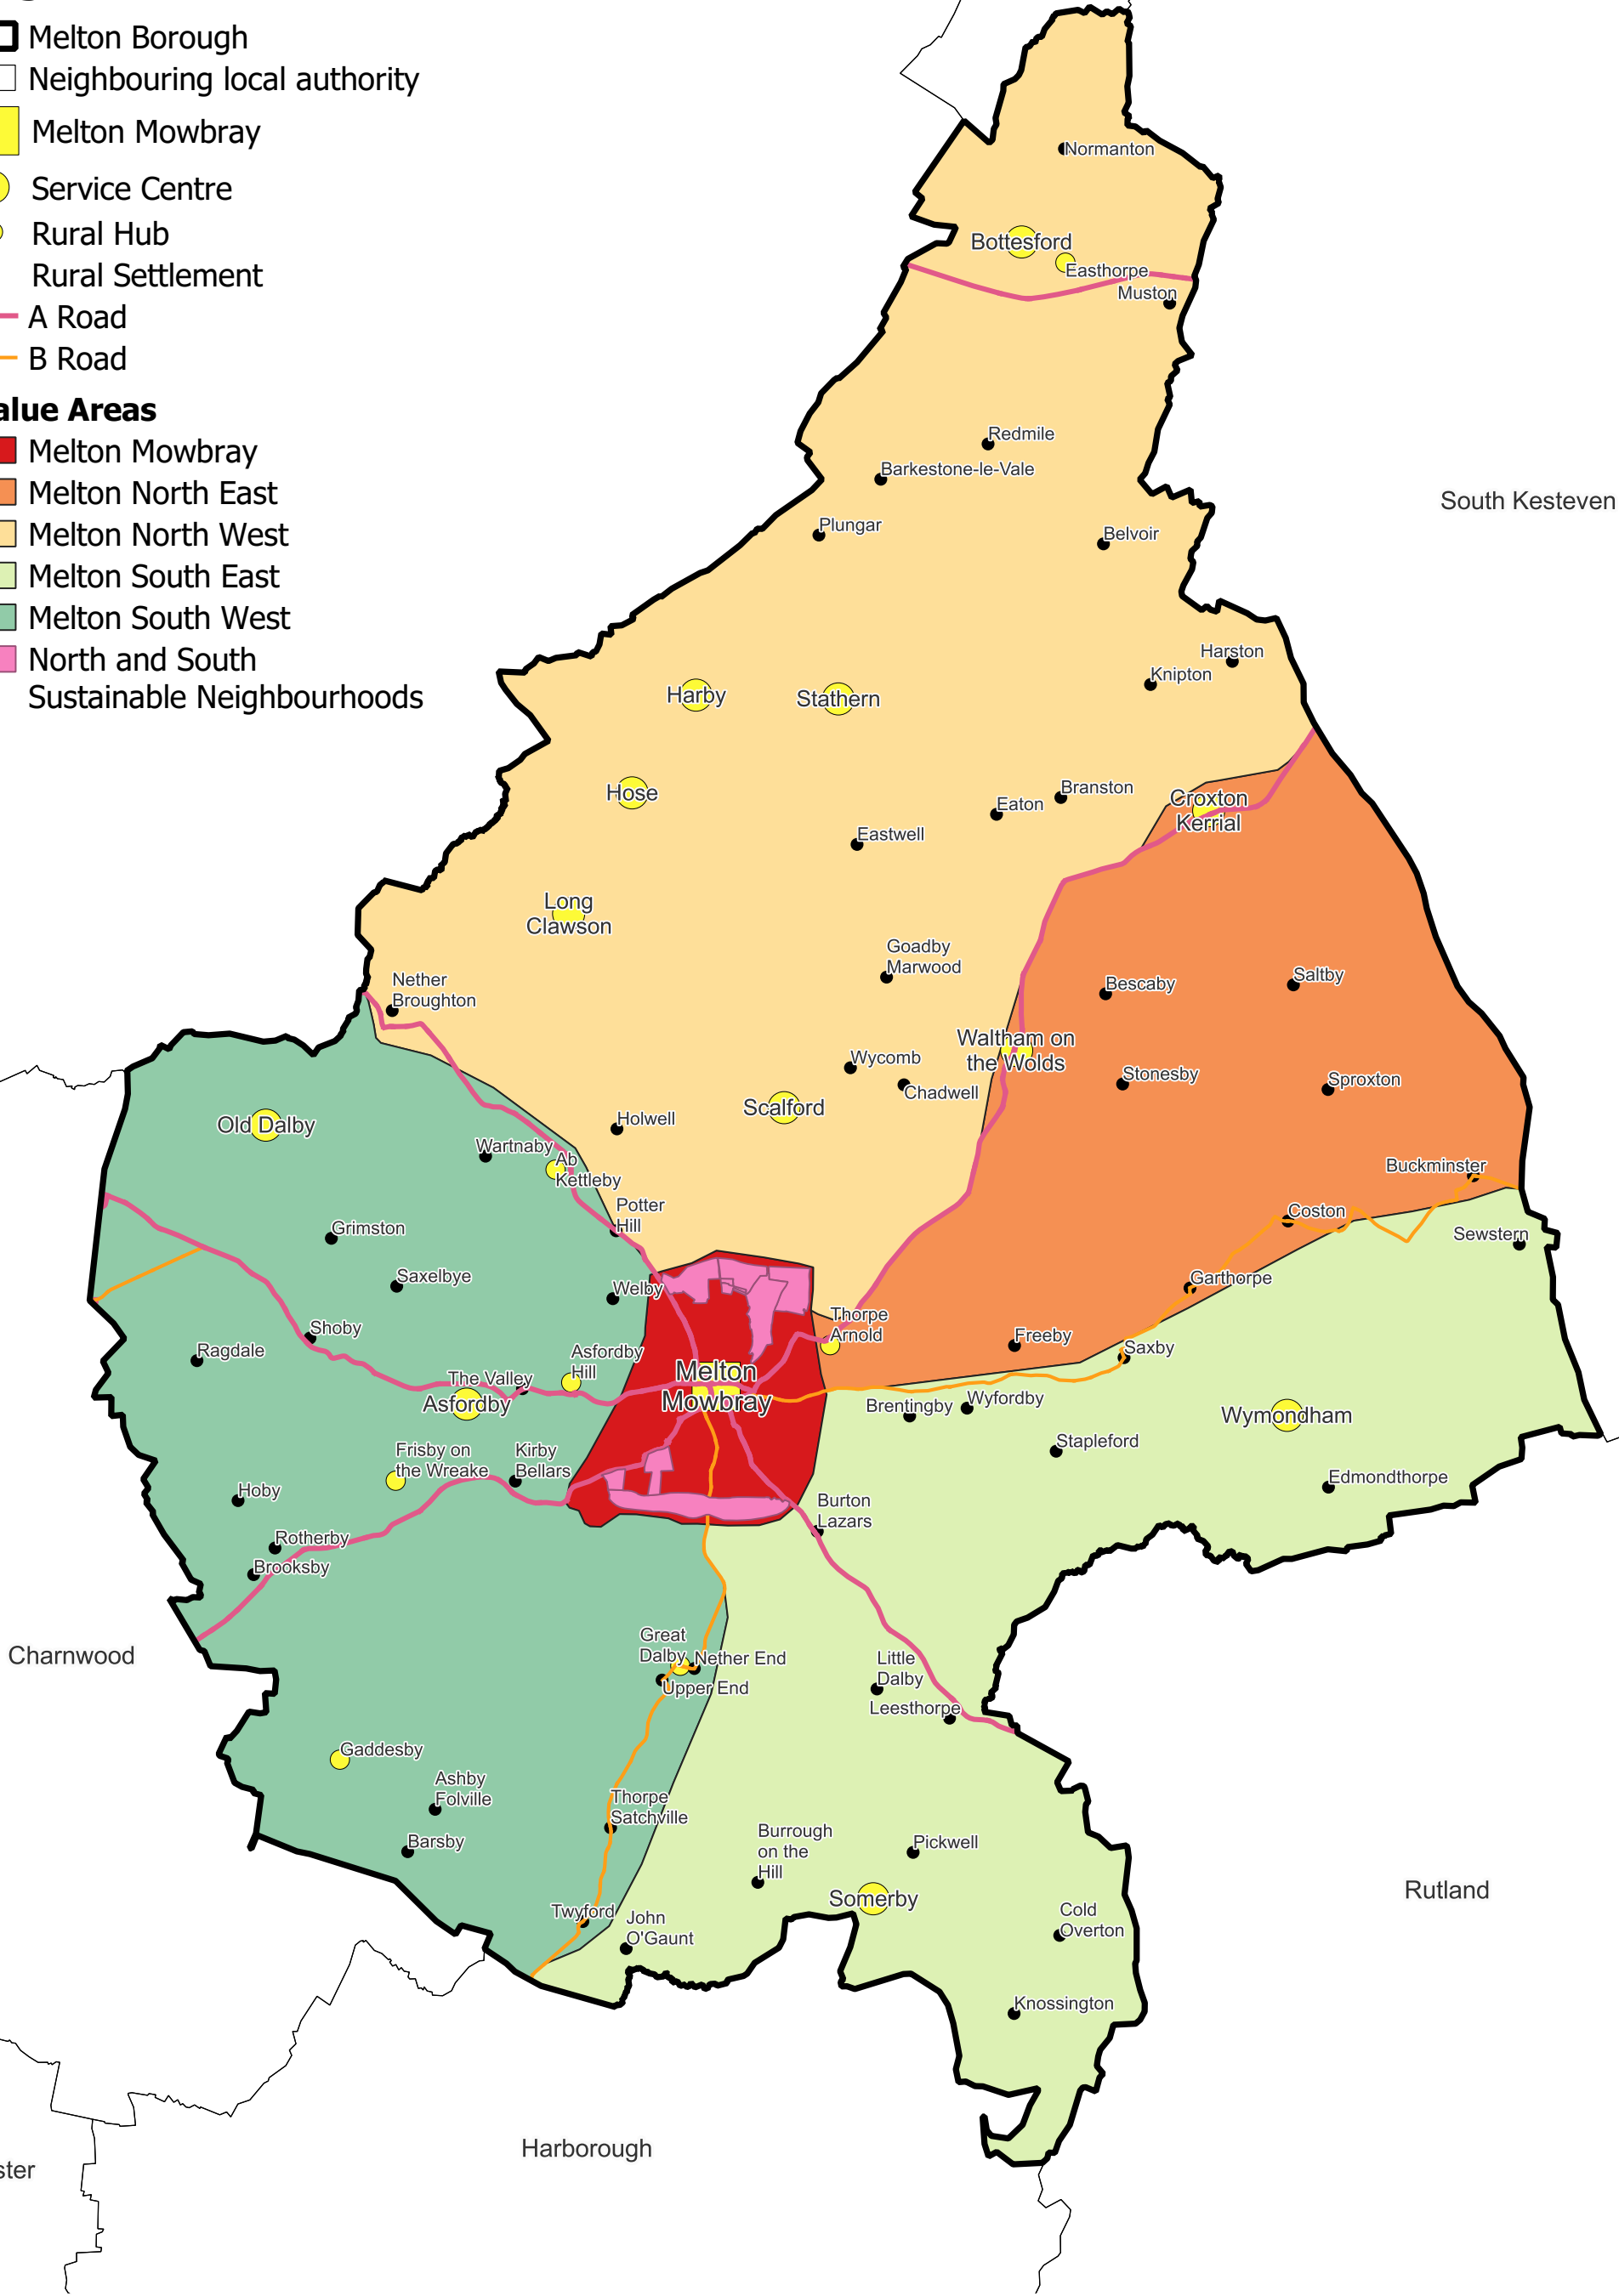 Melton Borough
Neighbouring local authority
Melton Mowbray
Service Centre
Rural Hub
Rural Settlement
A Road
B Road
alue Areas
Melton Mowbray
Melton North East
Melton North West
Melton South East
Melton South West
North and South
Sustainable Neighbourhoods
Normanton
Bottesford
Easthorpe
Muston
Redmile
Barkestone-le-Vale
Plungar
Belvoir
South Kesteven
Harston
Knipton
Harby
Stathern
Hose
Branston
Eaton
Croxton
Kerrial
Eastwell
Long
Clawson
Goadby
Marwood
Nether
Broughton
Bescaby
Saltby
Waltham on
the Wolds
Wycomb
Chadwell
Stonesby
Sproxton
Scalford
Holwell
Old Dalby
Wartnaby
Ab
Kettleby
Buckminster
Potter
Hill
Coston
Sewstern
Grimston
Saxelbye
Welby
Garthorpe
Shoby
Thorpe
Arnold
Freeby
Saxby
Ragdale
Asfordby
Hill
The Valley
Asfordby
Melton
Mowbray
Brentingby
Wyfordby
Wymondham
Stapleford
Frisby on
the Wreake
Kirby
Bellars
Edmondthorpe
Hoby
Burton
Lazars
Rotherby
Brooksby
Charnwood
Great
Dalby
Nether End
Upper End
Little
Dalby
Leesthorpe
Gaddesby
Ashby
Folville
Thorpe
Satchville
Barsby
Burrough
on the
Hill
Pickwell
Somerby
Rutland
Twyford
John
O'Gaunt
Cold
Overton
Knossington
Harborough
ster